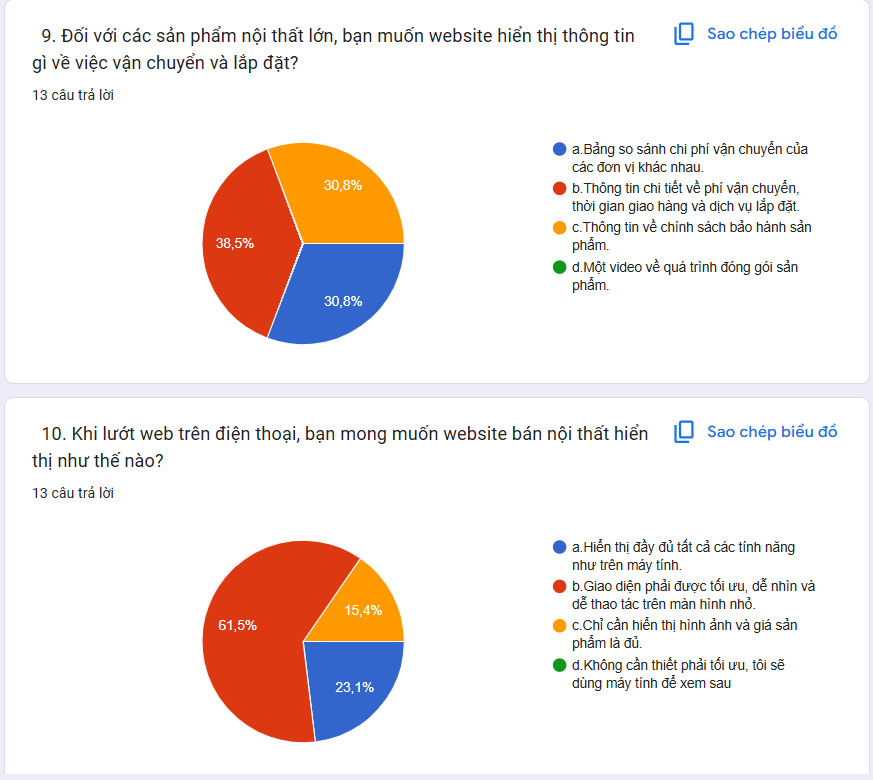 9. Đối với các sản phẩm nội thất lớn, bạn muốn website hiển thị thông tin
gì về việc vận chuyển và lắp đặt?
Sao chép biểu đồ
13 câu trả lời
30,8%
38,5%
30,8%
a.Bảng so sánh chi phí vận chuyển của
các đơn vị khác nhau.
b.Thông tin chi tiết về phí vận chuyển,
thời gian giao hàng và dịch vụ lắp đặt.
c.Thông tin về chính sách bảo hành sản
phẩm.
d.Một video về quá trình đóng gói sản
phẩm.
10. Khi lướt web trên điện thoại, bạn mong muốn website bán nội thất hiển
thị như thế nào?
Sao chép biểu đồ
13 câu trả lời
61,5%
15,4%
23,1%
a.Hiển thị đầy đủ tất cả các tính năng
như trên máy tính.
b.Giao diện phải được tối ưu, dễ nhìn và
dễ thao tác trên màn hình nhỏ.
c.Chỉ cần hiển thị hình ảnh và giá sản
phẩm là đủ.
d.Không cần thiết phải tối ưu, tôi sẽ
dùng máy tính để xem sau